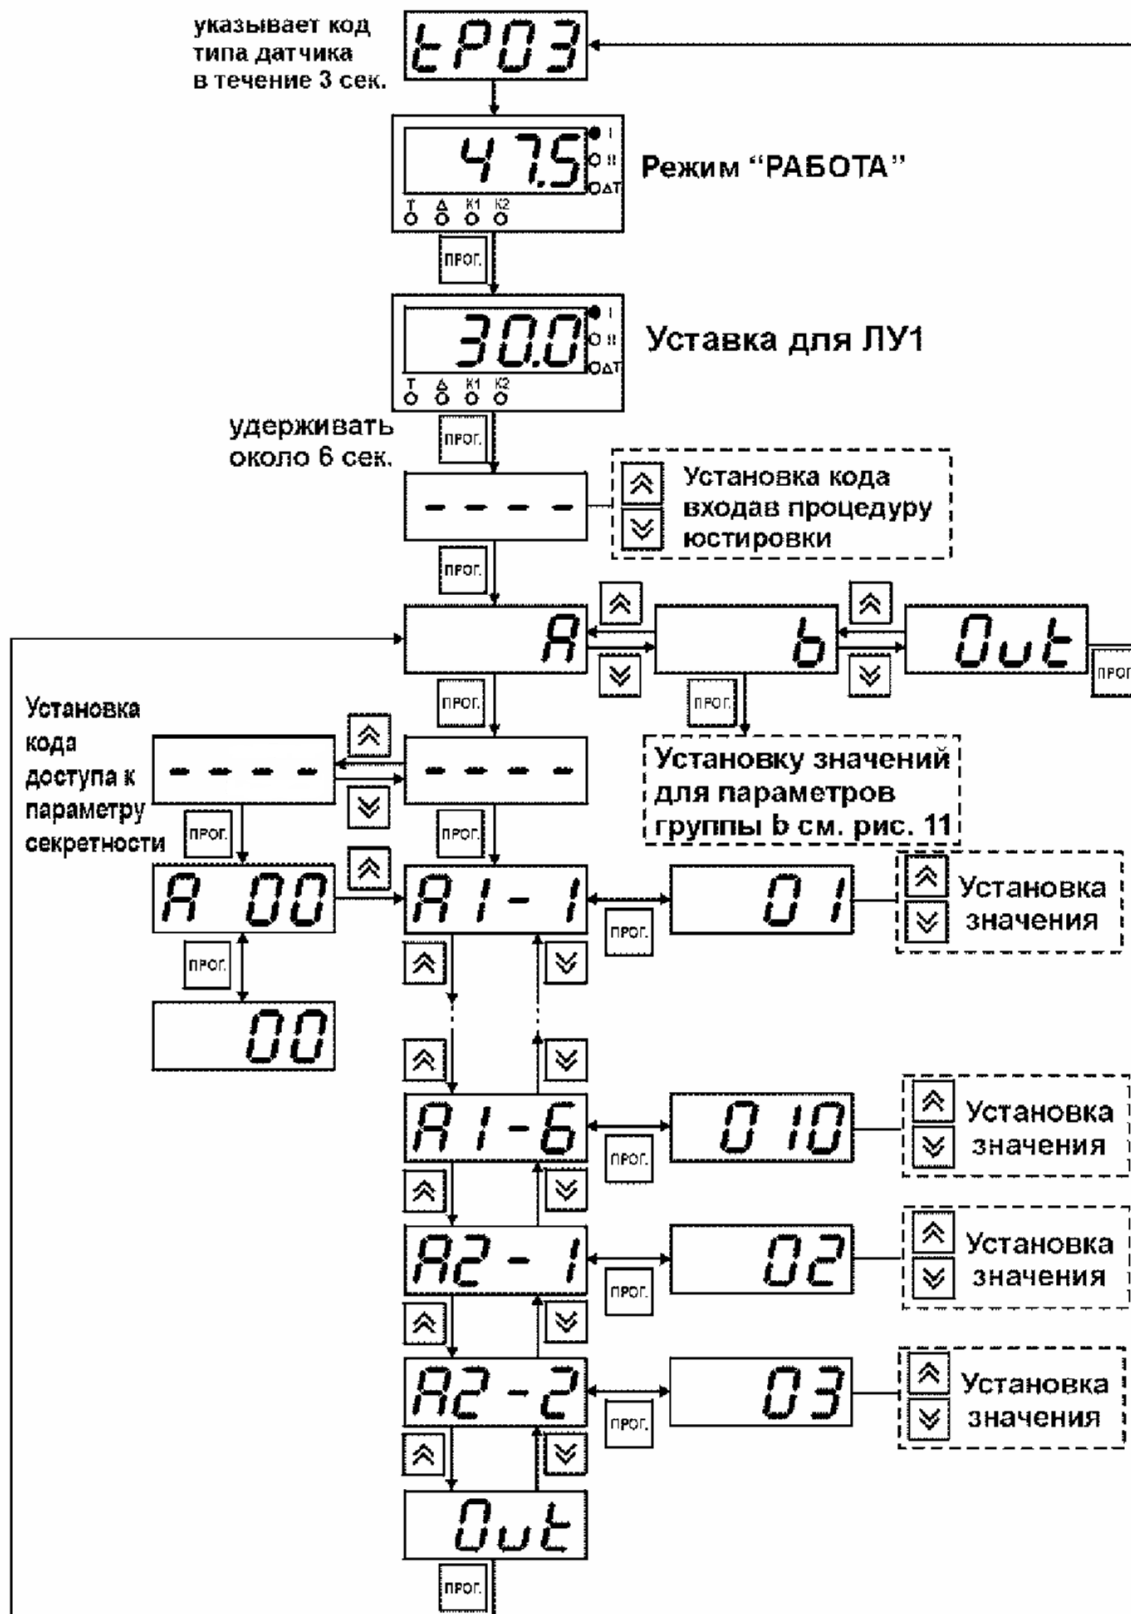 указывает код
типа датчика
в течение 3 сек.
tP03
47.5
I
II
ΔT
T Δ K1 K2
Режим “РАБОТА”
ПРОГ.
30.0
I
II
ΔT
T Δ K1 K2
Уставка для ЛУ1
удерживать
около 6 сек.
ПРОГ.
- - - -
Установка кода
входав процедуру
юстировки
ПРОГ.
A
b
Out
ПРОГ.
ПРОГ.
ПРОГ
Установка
кода
доступа к
параметру
секретности
- - - -
- - - -
Установку значений
для параметров
группы b см. рис. 11
ПРОГ.
ПРОГ.
A 00
A1-1
ПРОГ.
01
Установка
значения
ПРОГ.
00
A1-6
ПРОГ.
010
Установка
значения
A2-1
ПРОГ.
02
Установка
значения
A2-2
ПРОГ.
03
Установка
значения
Out
ПРОГ.